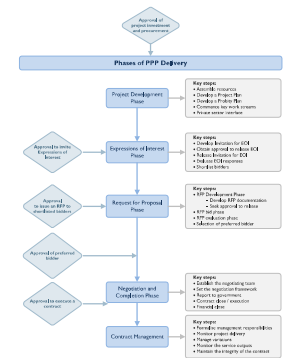 Approval of
project investment
and procurement
Phases of PPP Delivery
Project Development
Phase
Key steps:
• Assemble resources
• Develop a Project Plan
• Develop a Probity Plan
• Commence key work streams
• Private sector interface
Approval to invite
Expressions of
Interest
Expressions of Interest
Phase
Key steps:
• Develop Invitation for EOI
• Obtain approval to release EOI
• Release Invitation for EOI
• Evaluate EOI responses
• Shortlist bidders
Approval
to issue an RFP to
shortlisted bidders
Request for Proposal
Phase
Key steps:
• RFP Development Phase
• Develop RFP documentation
• Seek approval to release
• RFP bid phase
• RFP evaluation phase
• Selection of preferred bidder
Approval of preferred
bidder
Negotiation and
Completion Phase
Key steps:
• Establish the negotiating team
• Set the negotiation framework
• Report to government
• Contract close / execution
• Financial close
Approval to execute a
contract
Contract Management
Key steps:
• Formalise management responsibilities
• Monitor project delivery
• Manage variations
• Monitor the service outputs
• Maintain the integrity of the contract